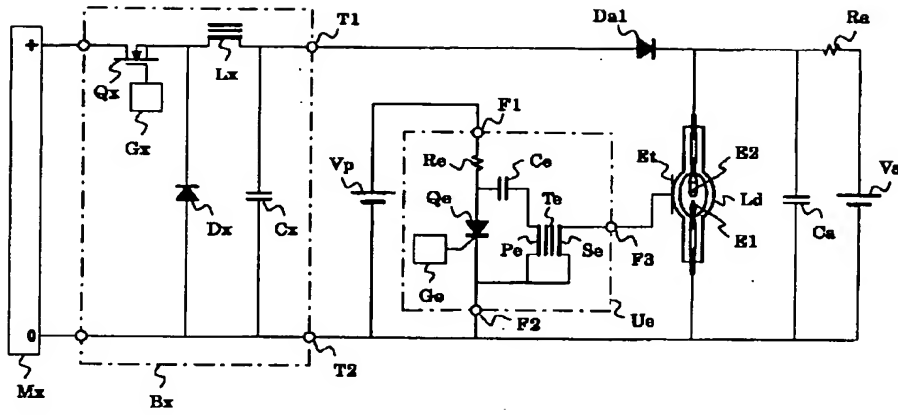 T1
Da1
Ra
+
Lx
Qx
Gx
F1
Vp
Re
Ce
Et
E2
Va
Qe
Te
Dx
Cx
Ld
Pe
Se
E1
Ca
Ge
F3
F2
Ue
0
T2
Mx
Bx